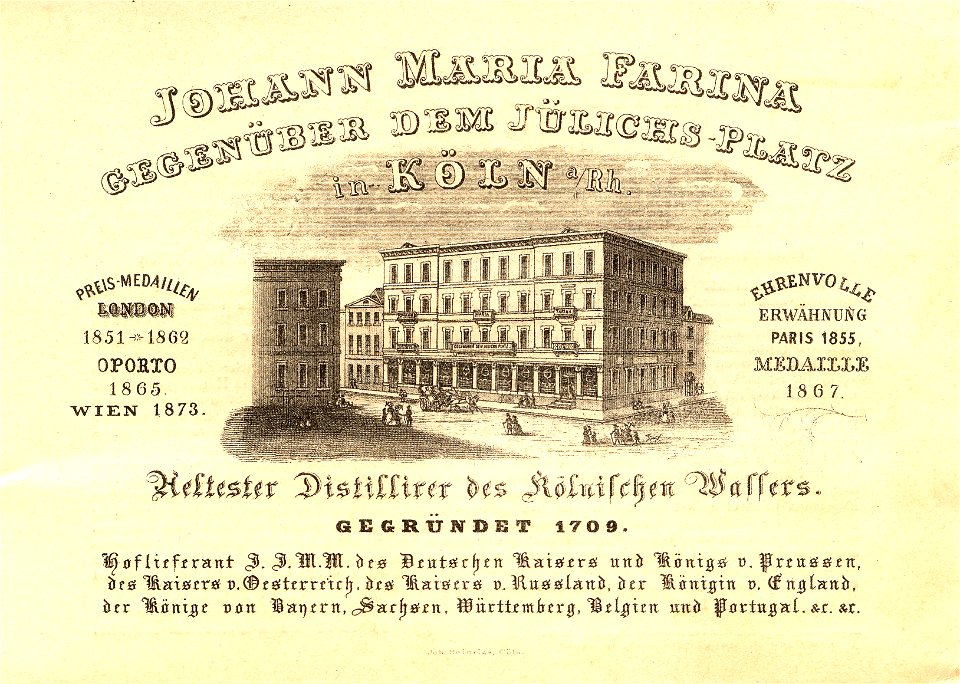 JOHANN MARIA FARINA
GEGENÜBER DEM JÜLICHS-PLATZ
in KÖLN a/Rh.
PREIS-MEDAILLEN
LONDON
1851 1862
OPORTO
1865.
WIEN 1873.
EHRENVOLLE
ERWÄHNUNG
PARIS 1855,
MEDAILLE
1867.
Aeltester Distillirer des Kölnischen Wassers.
GEGRÜNDET 1709.
Hoflieferant I. I. M. M. des Deutschen Kaisers und Königs v. Preussen,
des Kaisers v. Oesterreich, des Kaisers v. Russland, der Königin v. England,
der Könige von Bayern, Sachsen, Württemberg, Belgien und Portugal. &c. &c.